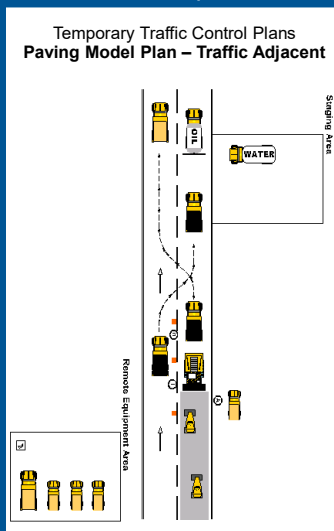 Temporary Traffic Control Plans
Paving Model Plan – Traffic Adjacent
Staging Area
OIL
WATER
Remote Equipment Area